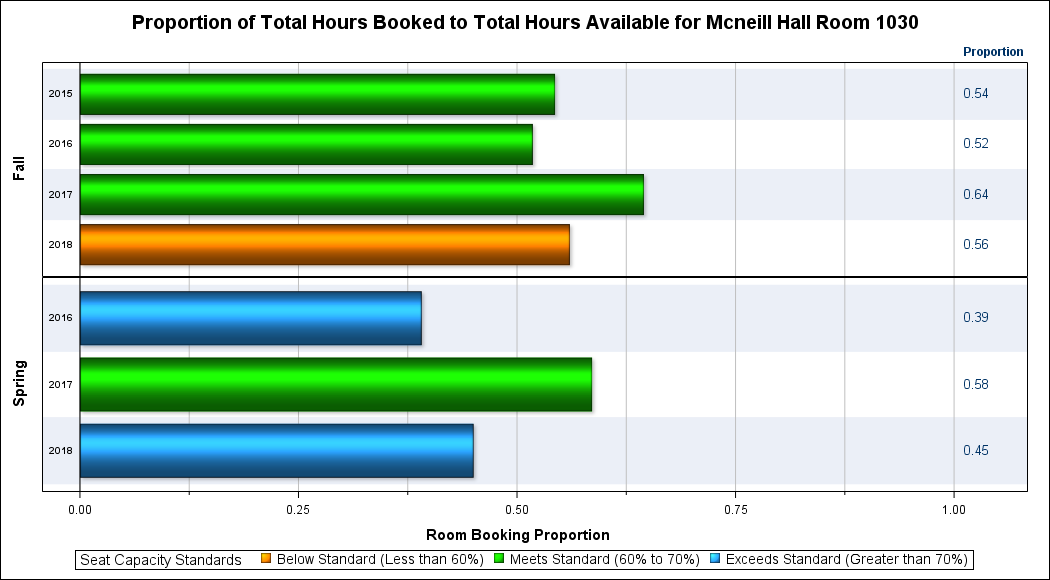 Proportion of Total Hours Booked to Total Hours Available for Mcneill Hall Room 1030
Proportion
Fall
2015 0.54
2016 0.52
2017 0.64
2018 0.56
Spring
2016 0.39
2017 0.58
2018 0.45
0.00 0.25 0.50 0.75 1.00
Room Booking Proportion
Seat Capacity Standards Below Standard (Less than 60%) Meets Standard (60% to 70%) Exceeds Standard (Greater than 70%)